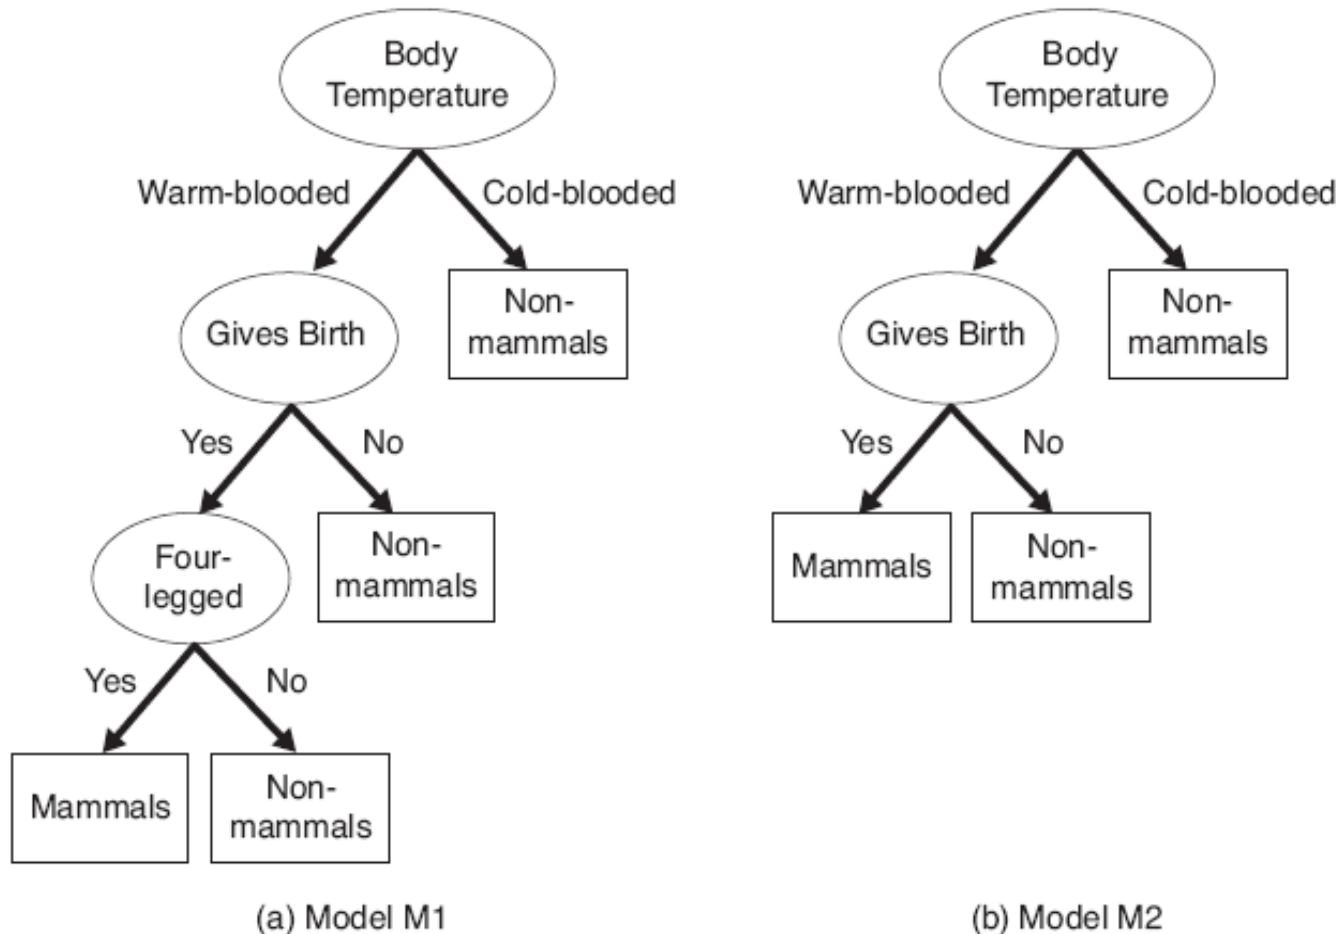 Body
Temperature
Warm-blooded
Cold-blooded
Gives Birth
Non-
mammals
Yes
No
Four-
legged
Non-
mammals
Yes
No
Mammals
Non-
mammals
(a) Model M1
Body
Temperature
Warm-blooded
Cold-blooded
Gives Birth
Non-
mammals
Yes
No
Mammals
Non-
mammals
(b) Model M2